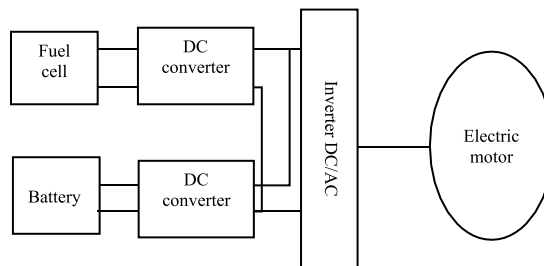 Fuel
cell
DC
converter
Inverter DC/AC
Electric
motor
Battery
DC
converter